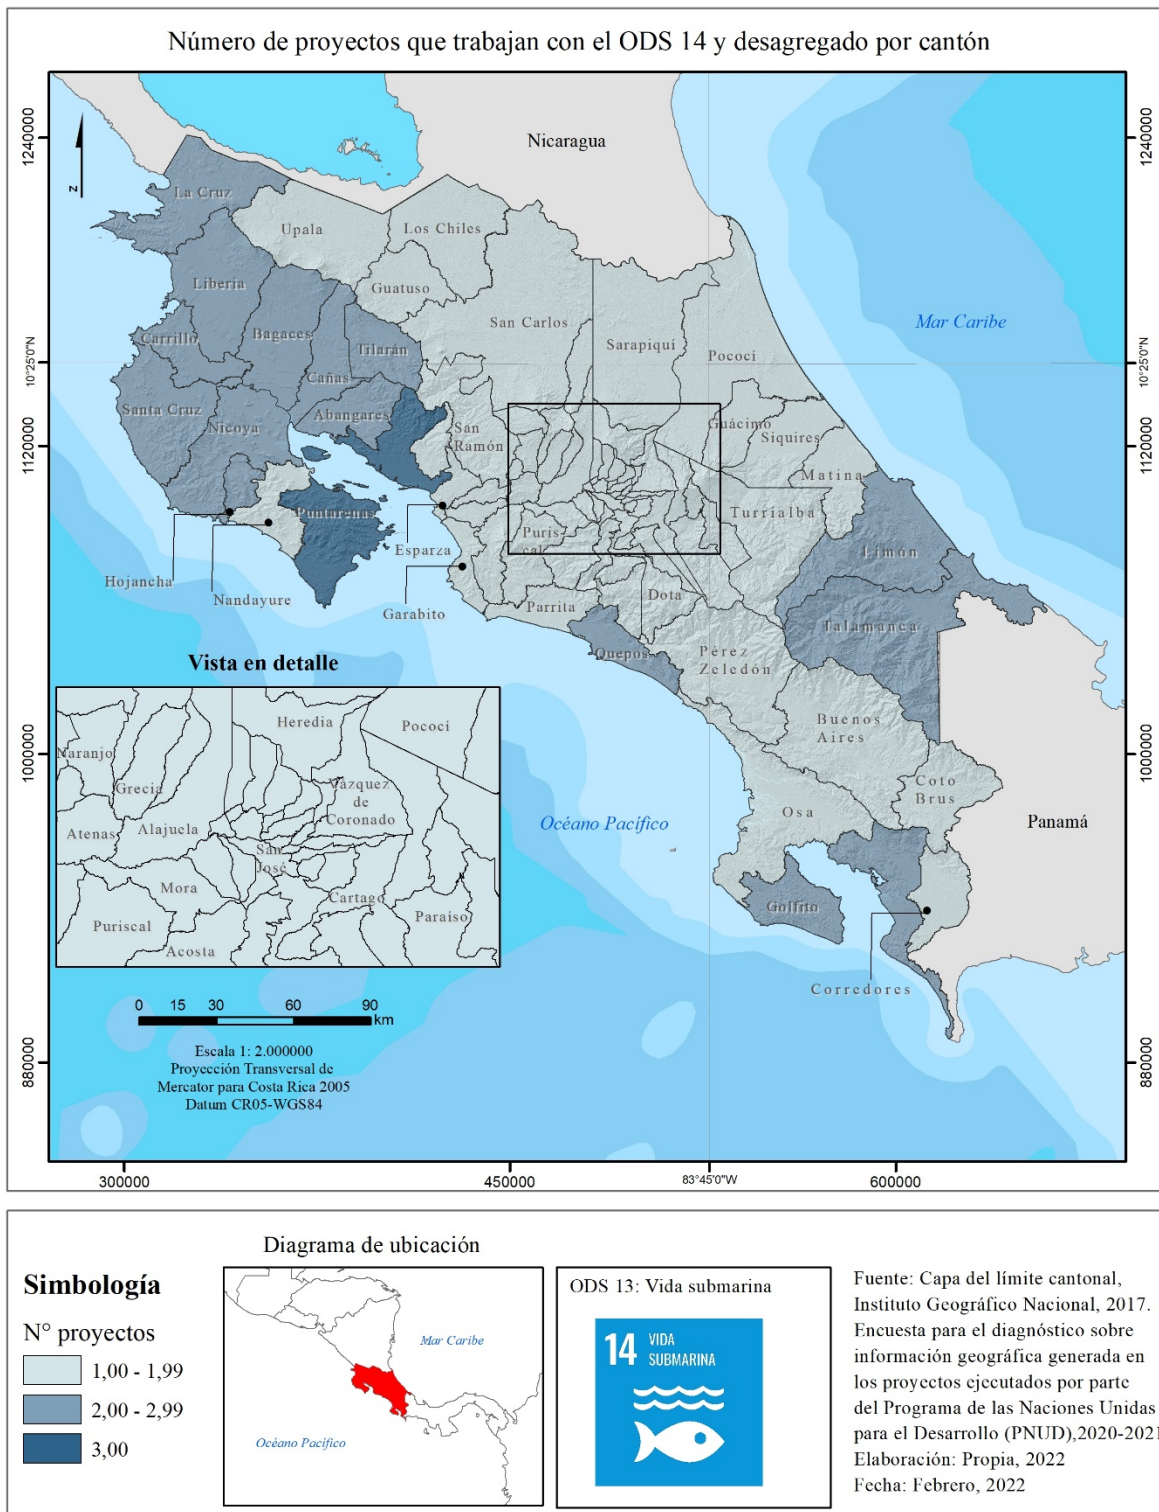 Número de proyectos que trabajan con el ODS 14 y desagregado por cantón
1240000
1240000
10°25'0"N
10°25'0"N
1120000
1120000
1000000
1000000
880000
880000
300000
450000
83°45'0"W
600000
N
Nicaragua
Mar Caribe
La Cruz
Upala
Los Chiles
Guatuso
Liberia
San Carlos
Bagaces
Carrillo
Tilarán
Sarapiquí
Pococí
Cañas
Santa Cruz
Abangares
Nicoya
San
Ramón
Guácimo
Siquires
Matina
Turrialba
Puntarenas
Puris-
cal
Esparza
Limón
Hojancha
Nandayure
Garabito
Parrita
Dota
Talamanca
Quepos
Pérez
Zeledón
Buenos
Aires
Coto
Brus
Osa
Océano Pacífico
Panamá
Golfito
Corredores
Vista en detalle
Heredia
Pococí
Naranjo
Grecia
Vázquez
de
Coronado
Atenas
Alajuela
San
José
Mora
Cartago
Puriscal
Paraíso
Acosta
0 15 30 60 90
km
Escala 1: 2.000000
Proyección Transversal de
Mercator para Costa Rica 2005
Datum CR05-WGS84
Simbología
N° proyectos
1,00 - 1,99
2,00 - 2,99
3,00
Diagrama de ubicación
Mar Caribe
Océano Pacífico
ODS 13: Vida submarina
14 VIDA
SUBMARINA
Fuente: Capa del límite cantonal,
Instituto Geográfico Nacional, 2017.
Encuesta para el diagnóstico sobre
información geográfica generada en
los proyectos ejecutados por parte
del Programa de las Naciones Unidas
para el Desarrollo (PNUD),2020-2021
Elaboración: Propia, 2022
Fecha: Febrero, 2022